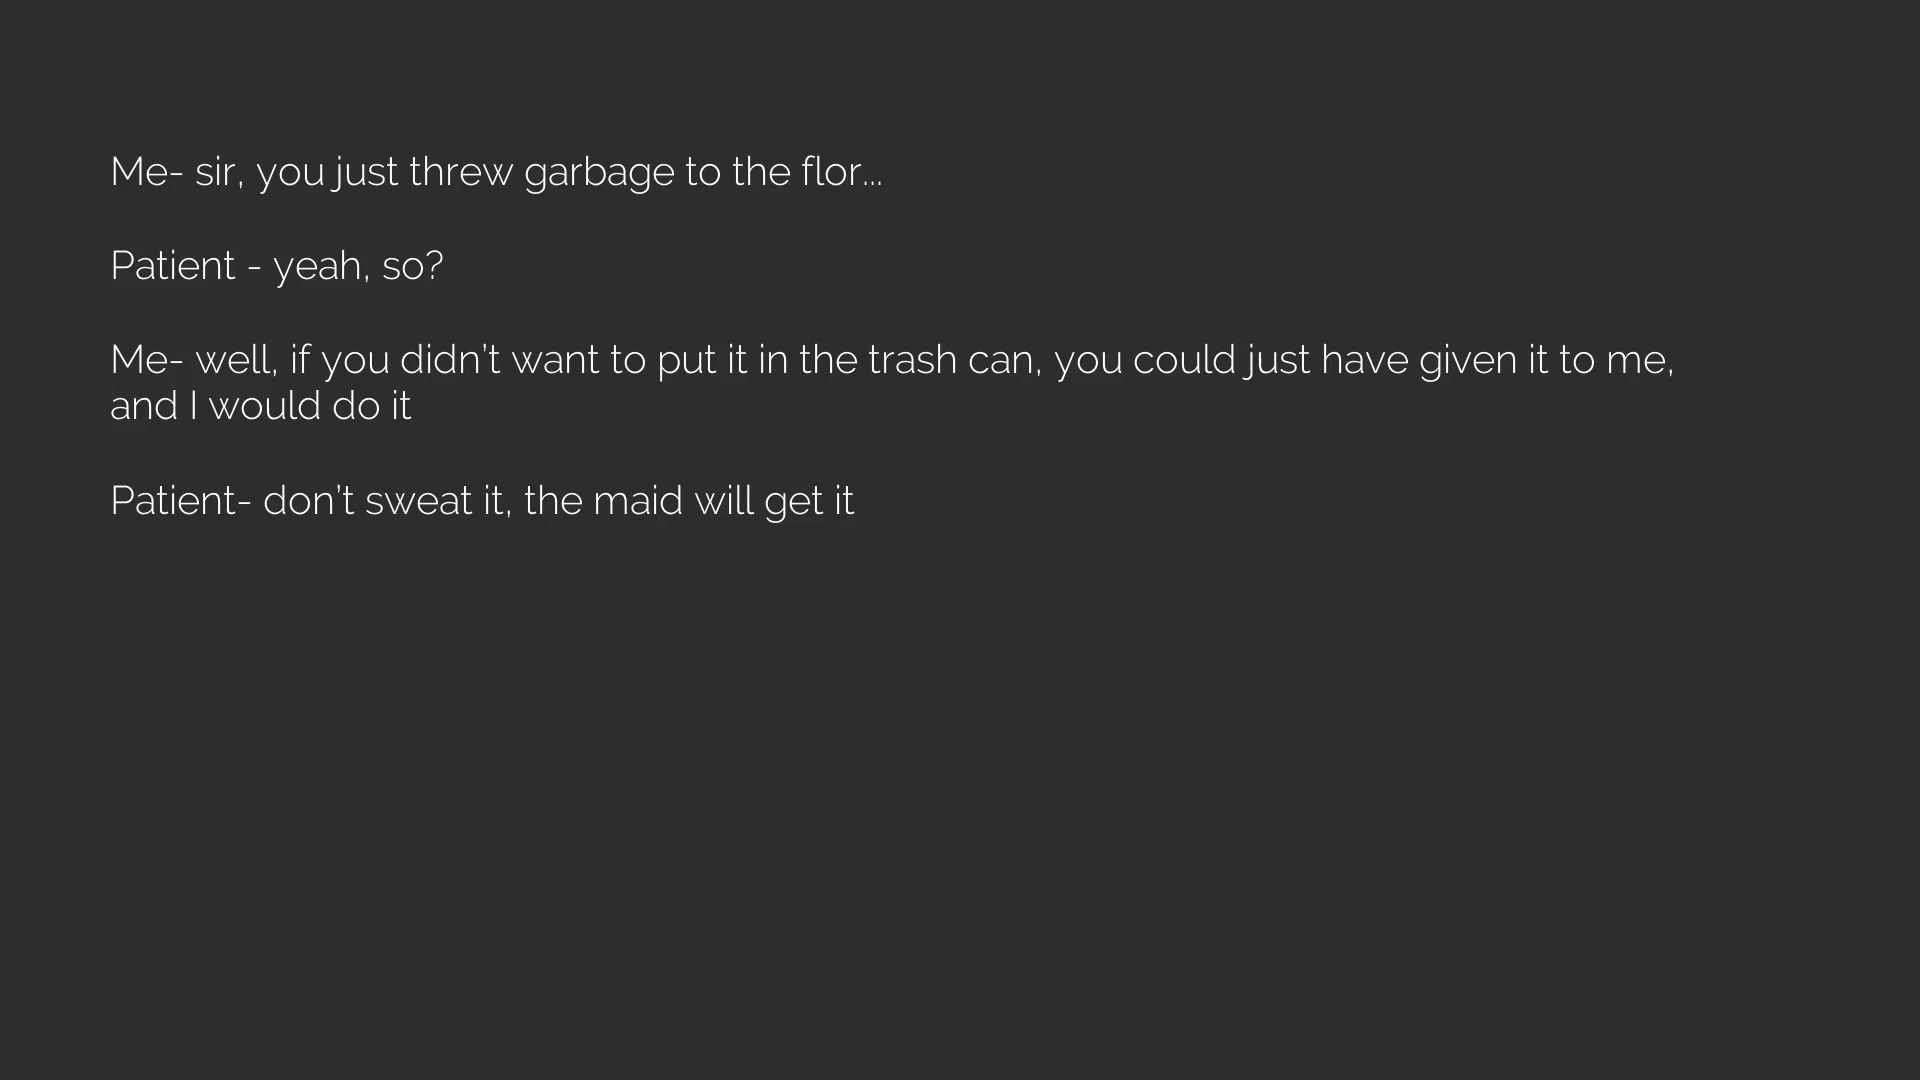 Me- sir, you just threw garbage to the flor...
Patient - yeah, so?
Me- well, if you didn't want to put it in the trash can, you could just have given it to me,
and I would do it
Patient- don't sweat it, the maid will get it